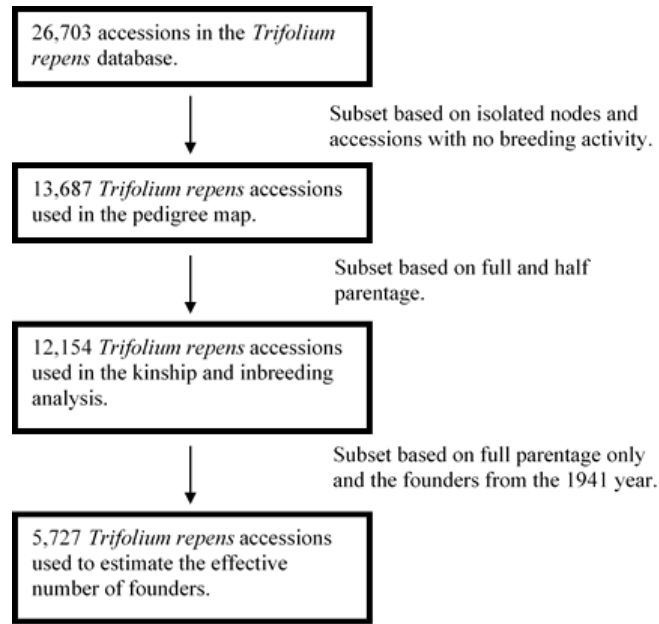 26,703 accessions in the Trifolium
repens database.
Subset based on isolated nodes and
accessions with no breeding activity.
13,687 Trifolium repens accessions
used in the pedigree map.
Subset based on full and half
parentage.
12,154 Trifolium repens accessions
used in the kinship and inbreeding
analysis.
Subset based on full parentage only
and the founders from the 1941 year.
5,727 Trifolium repens accessions
used to estimate the effective
number of founders.